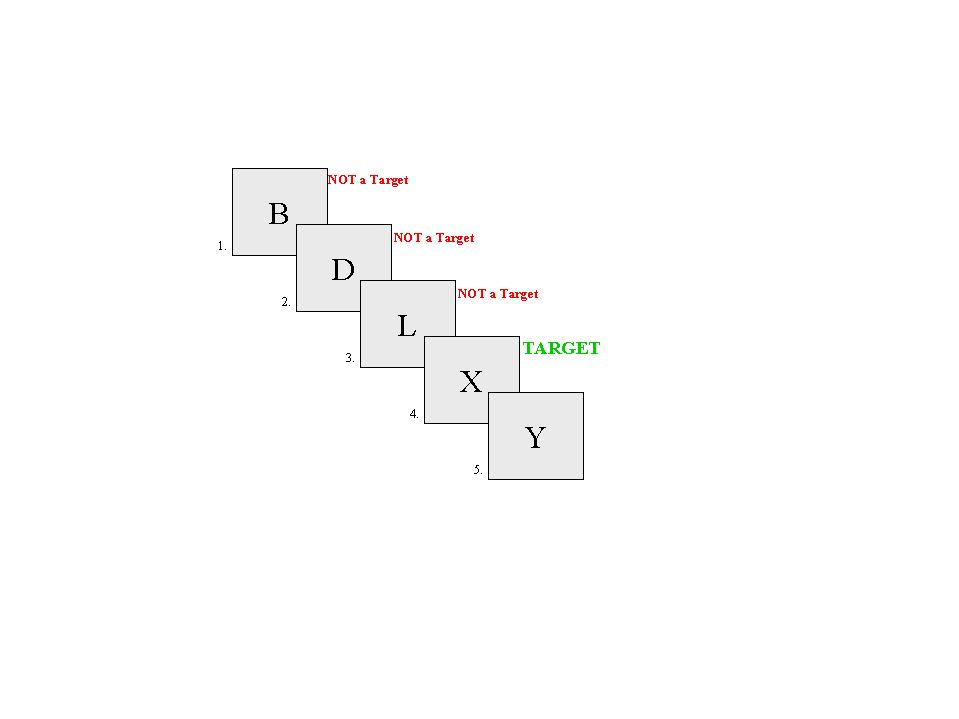 NOT a Target
B
1.
NOT a Target
D
2.
NOT a Target
L
3.
TARGET
X
4.
Y
5.